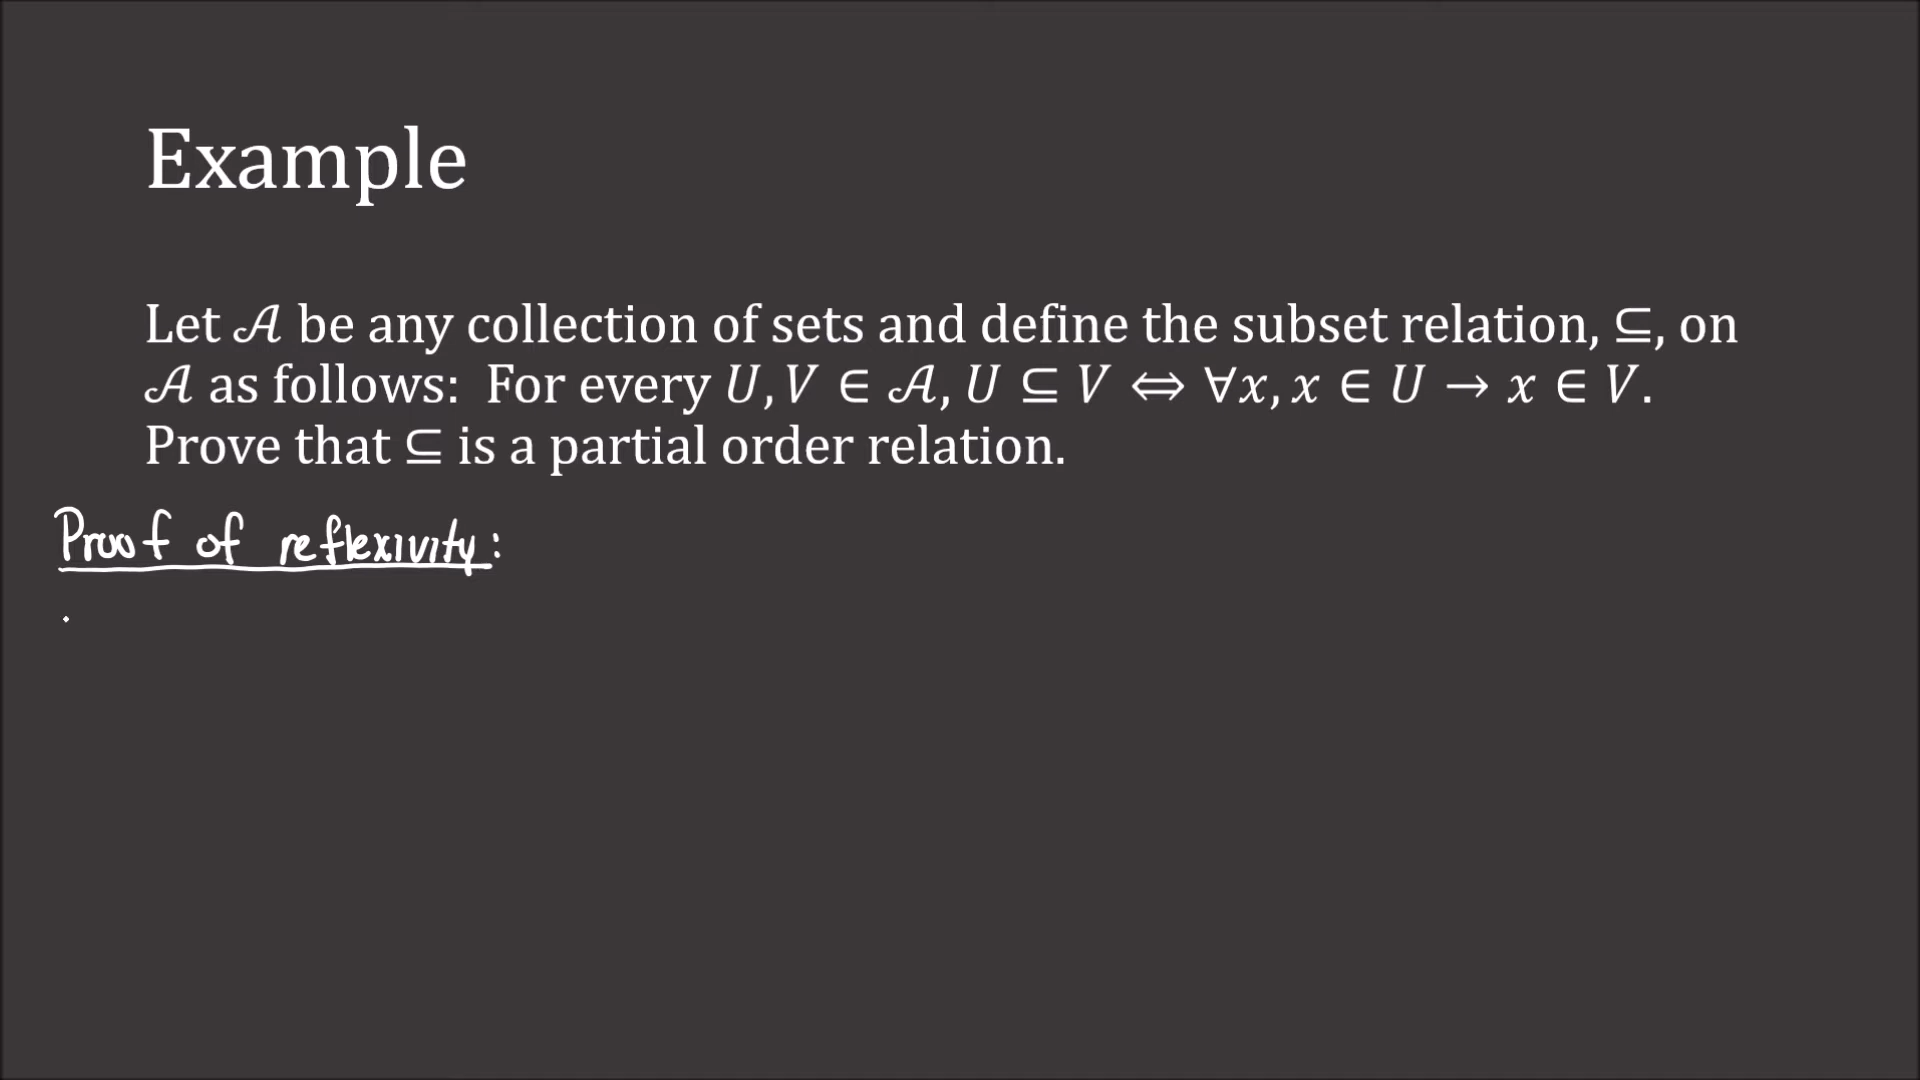 Example
Let 𝒜 be any collection of sets and define the subset relation, ⊆, on
𝒜 as follows:  For every U, V ∈ 𝒜, U ⊆ V ⇔ ∀x, x ∈ U → x ∈ V.
Prove that ⊆ is a partial order relation.
Proof of reflexivity: